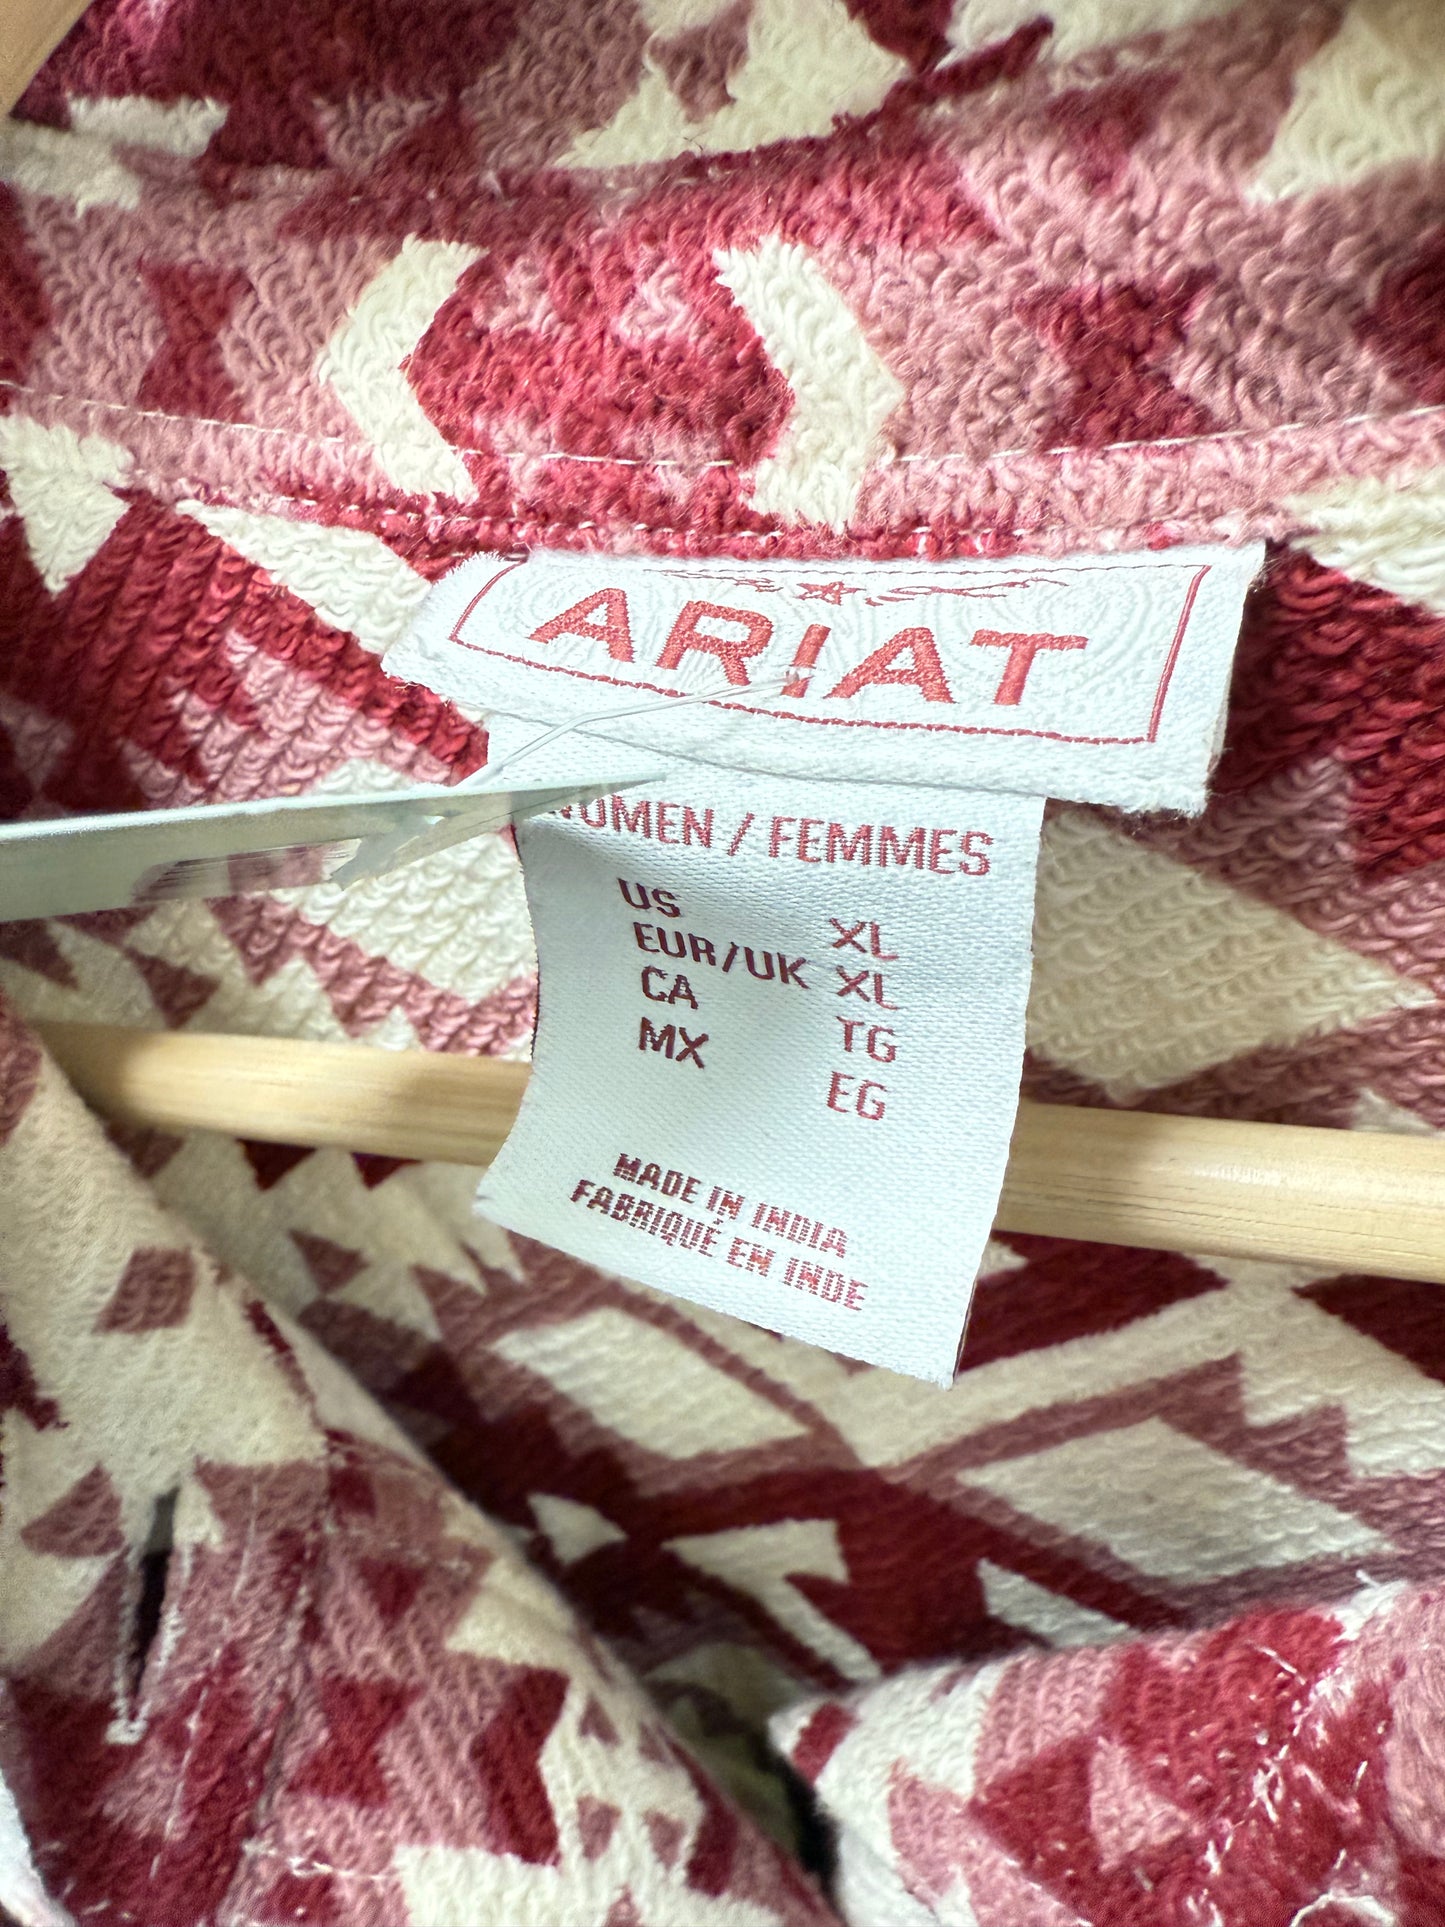 ARIAT
WOMEN / FEMMES
US XL
EUR/UK XL
CA TG
MX EG
MADE IN INDIA
FABRIQUÉ EN INDE